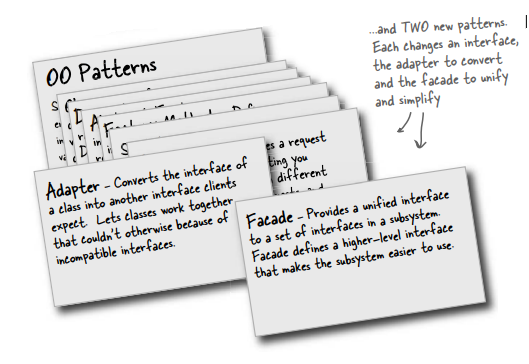 ...and TWO new patterns.
Each changes an interface,
the adapter to convert
and the facade to unify
and simplify
OO Patterns
S
A
S
es a request
ting you
different
Adapter - Converts the interface of
a class into another interface clients
expect. Lets classes work together
that couldn't otherwise because of
incompatible interfaces.
Facade - Provides a unified interface
to a set of interfaces in a subsystem.
Facade defines a higher-level interface
that makes the subsystem easier to use.